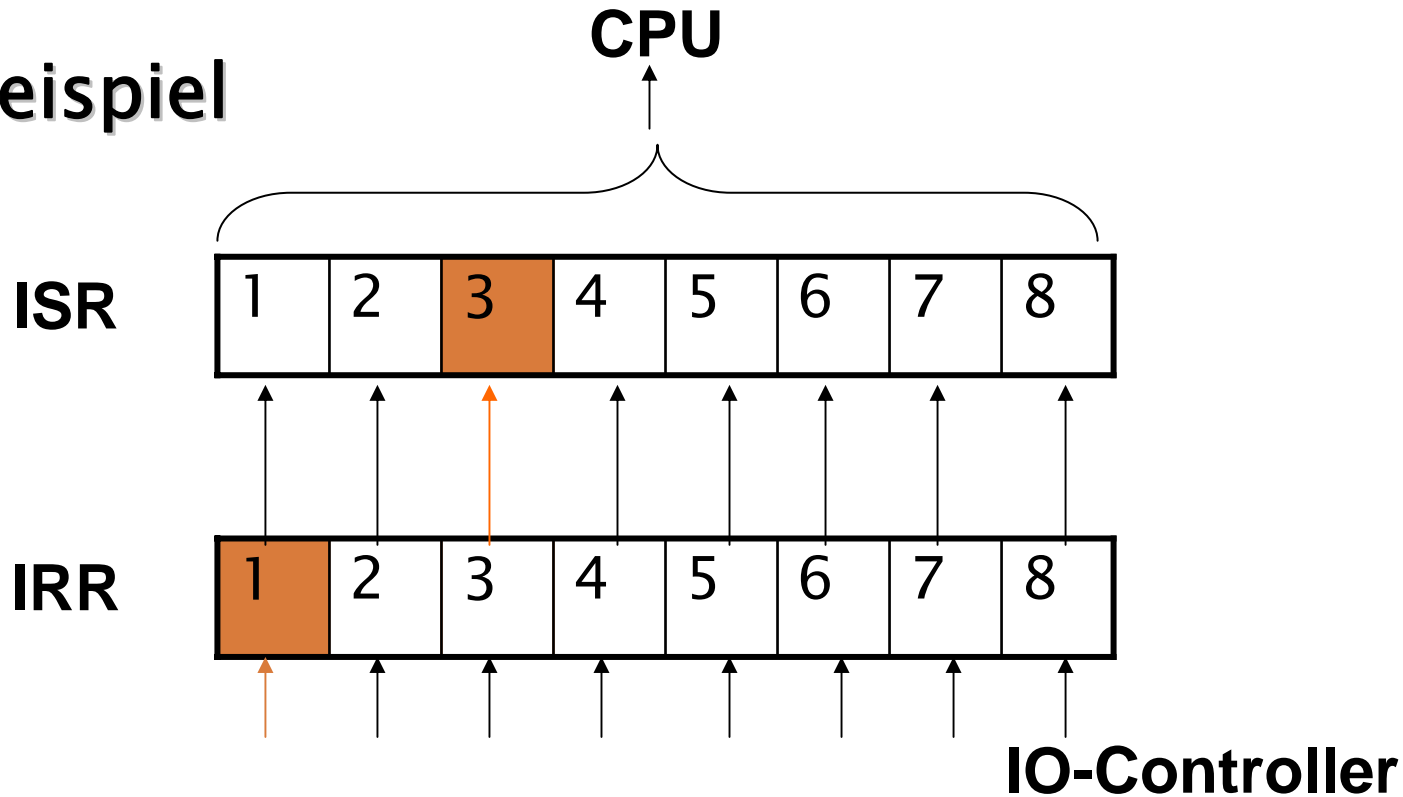 CPU
eispiel
ISR 1 2 3 4 5 6 7 8
IRR 1 2 3 4 5 6 7 8
IO-Controller